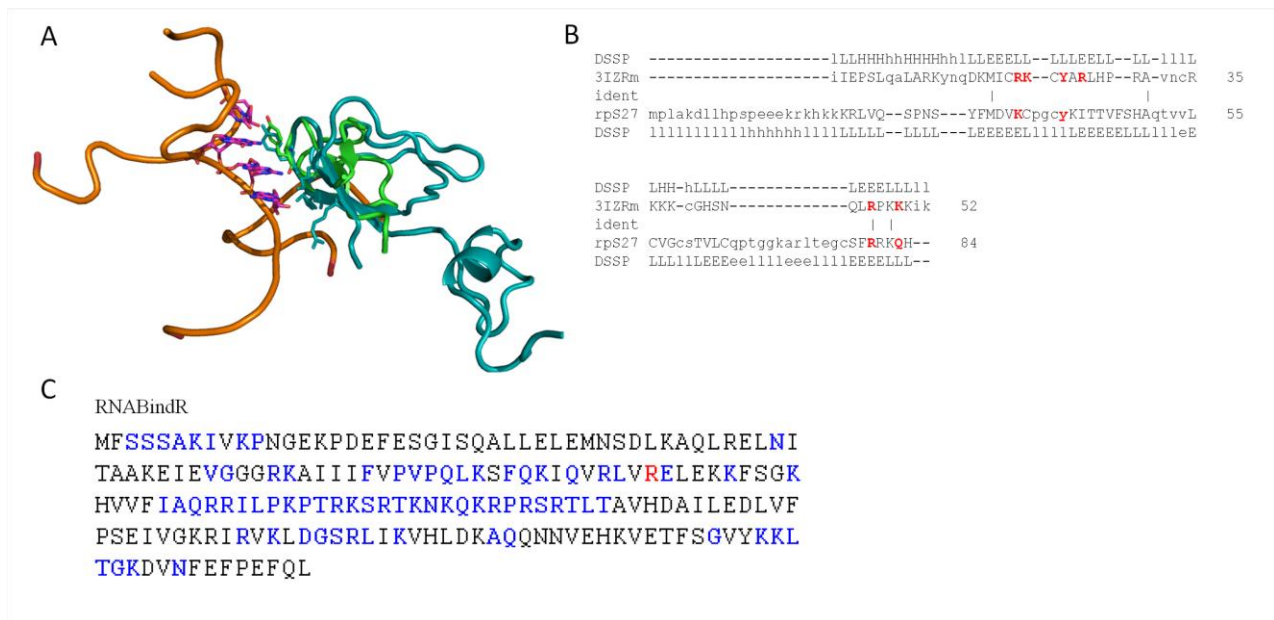 A
B
DSSP --------------------lLLHHHhhHHHHhhlLLEEELL--LLLEELL--LL-lllL
3IZRm --------------------iIEPSLqaLARKynqDKMICRK--CYARLHP--RA-vncR 35
ident | |
rpS27 mplakdllhpspeeekrkhkkKRLVQ--SPNS---YFMDVKCpgcyKITTVFSHAqtvvL 55
DSSP lllllllllllhhhhhhllllLLLLL--LLLL---LEEEEELllllLEEEEELLLllleE
DSSP LHH-hLLLL-------------LEEELLLll
3IZRm KKK-cGHSN-------------QLRPKKKik 52
ident | |
rpS27 CVGcsTVLCqptggkarltegcSFRRKQH-- 84
DSSP LLLllLEEEeelllleeellllEEEELLL--
C
RNABindR
MFSSSAKIVKPNGEKPDEFESGISQALLELEMNSDLKAQLRELNI
TAAKEIEVGGGRKAIIIFVPVPQLKSFQKIQVRLVRELEKKFSGK
HVVFIAQRRILPKPTRKSRTKNKQKRPRSRTLTAVHDAILEDLVF
PSEIVGKRIRVKLDGSRLIKVHLDKAQQNNVEHKVETFSGVYKKL
TGKDVNFEFPEFQL